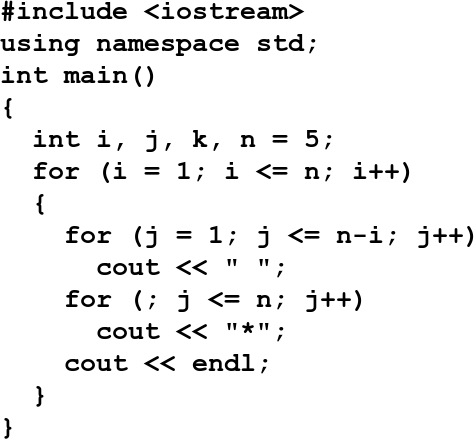 #include <iostream>
using namespace std;
int main()
{
  int i, j, k, n = 5;
  for (i = 1; i <= n; i++)
  {
    for (j = 1; j <= n-i; j++)
      cout << " ";
    for (; j <= n; j++)
      cout << "*";
    cout << endl;
  }
}